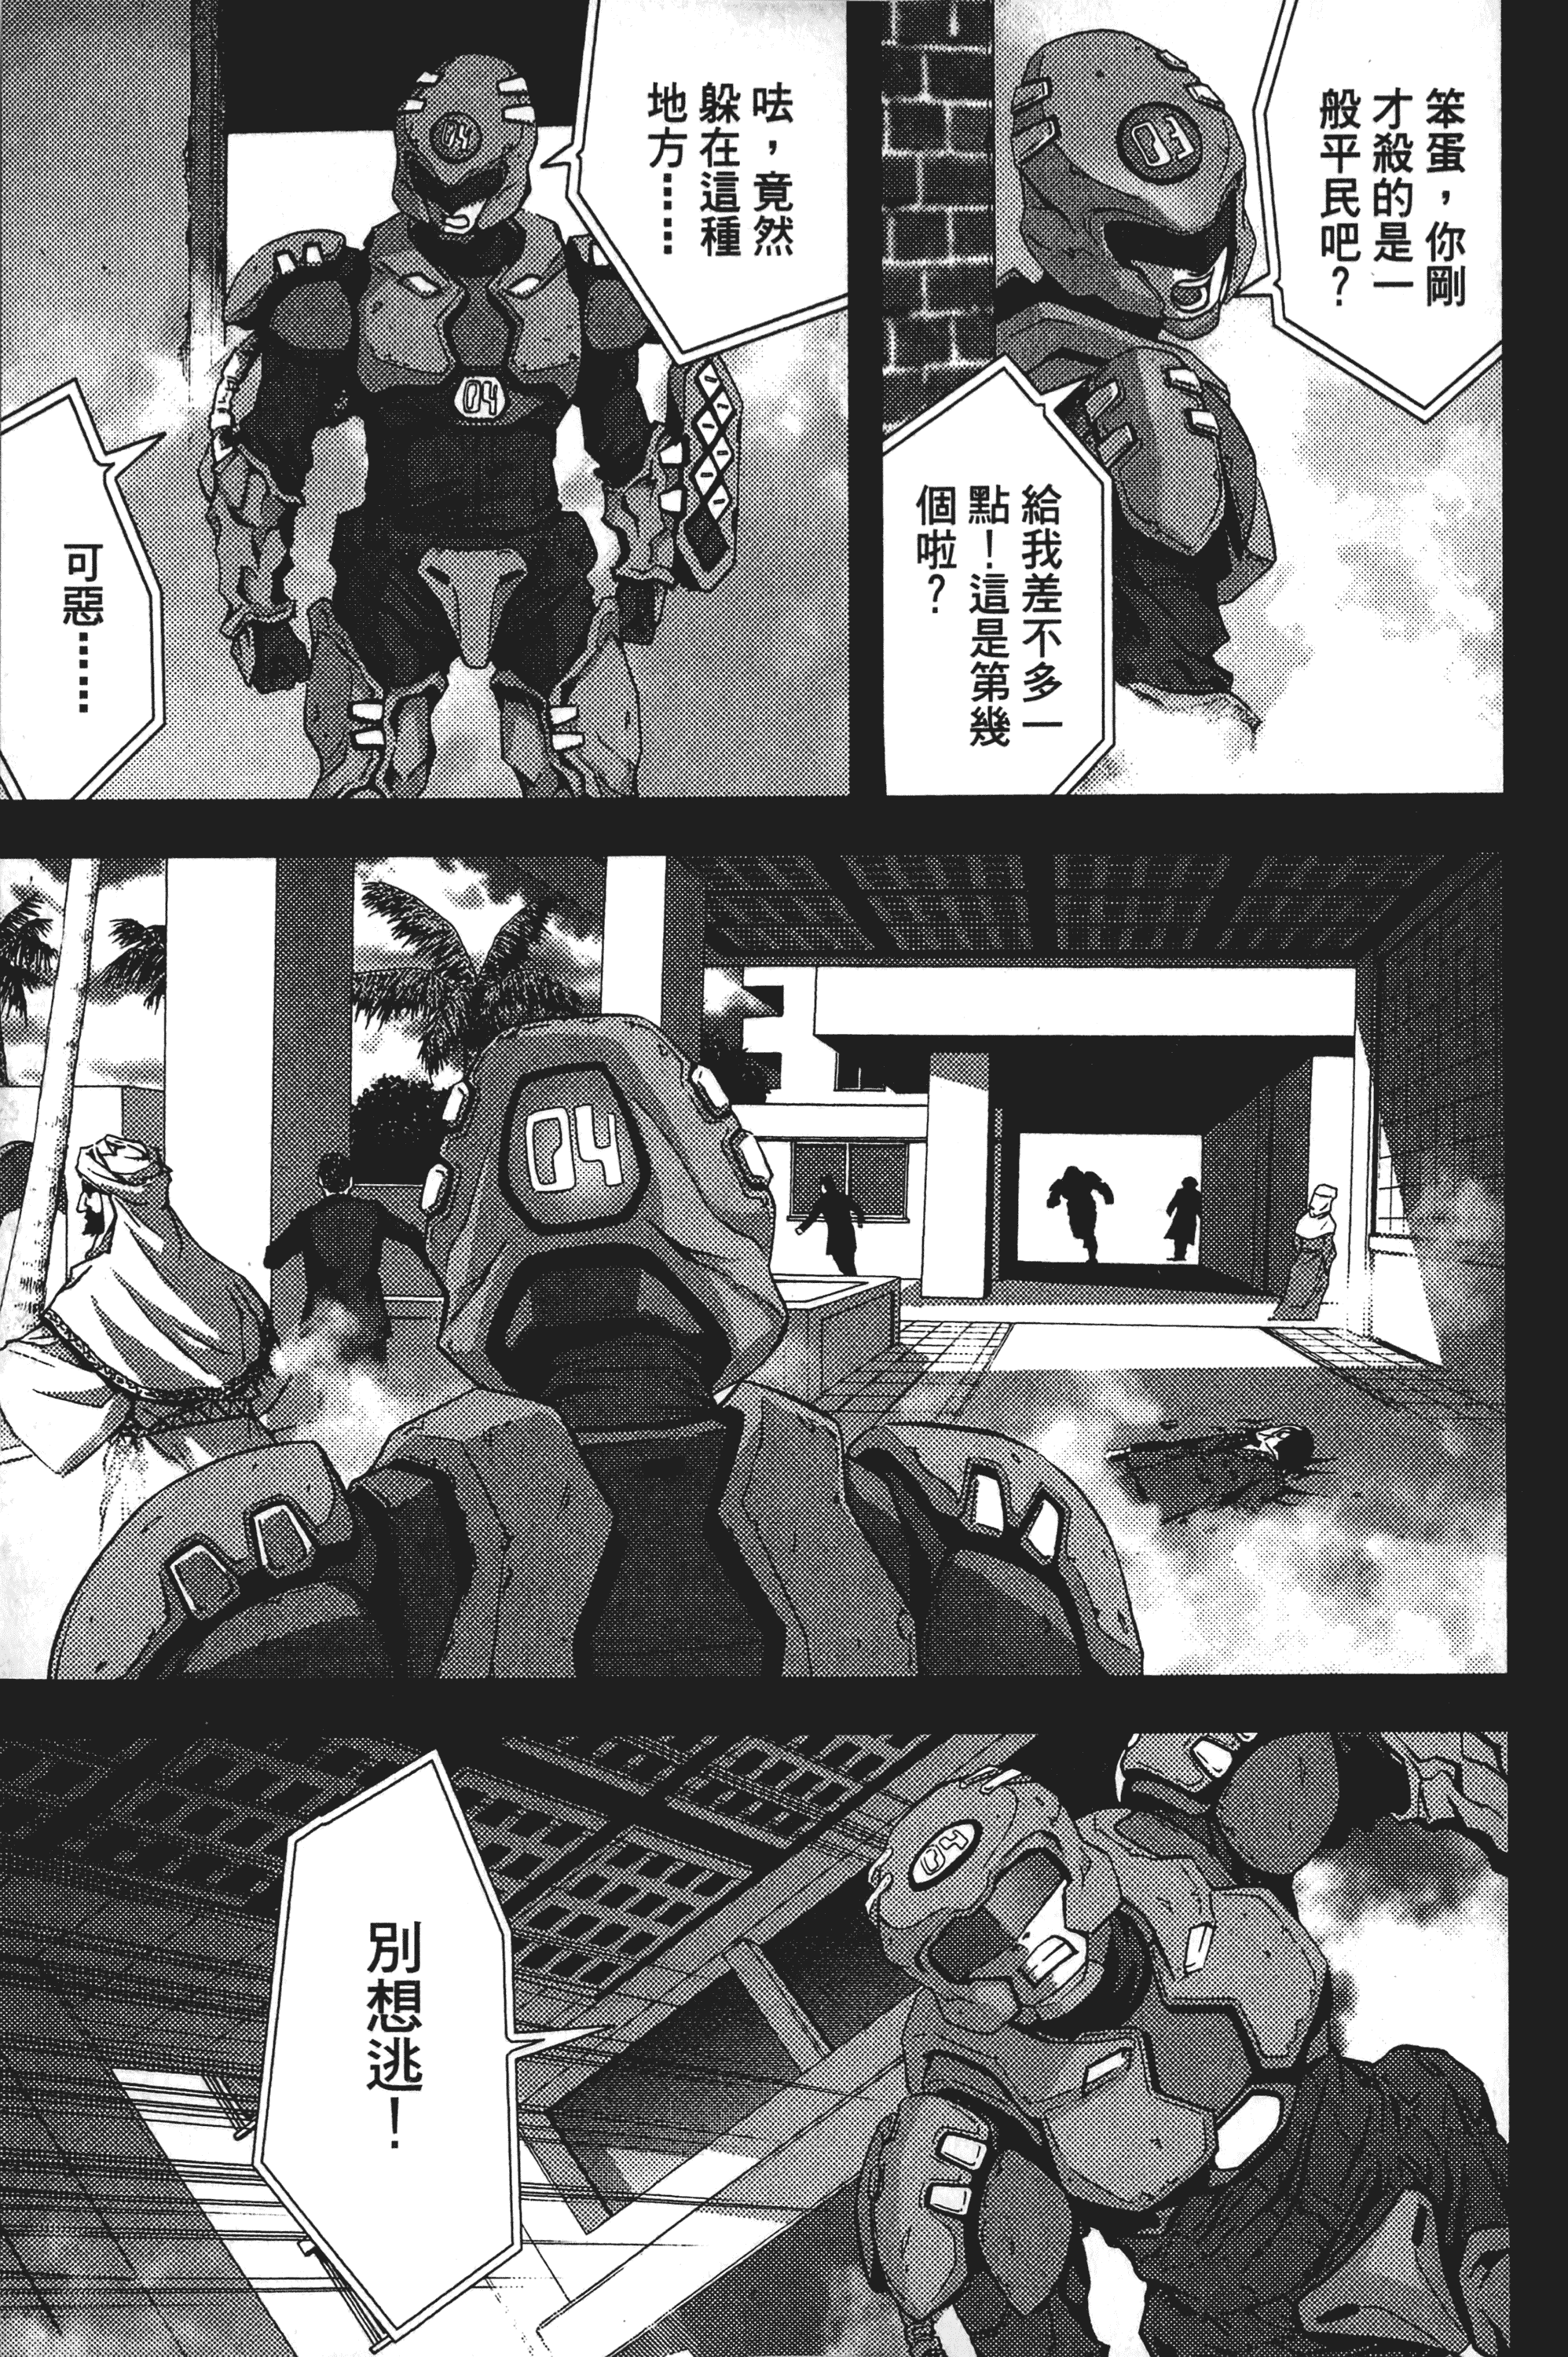 笨蛋，你剛
才殺的是一
般平民吧？
給我差不多一
點！這是第幾
個啦？
呿，竟然
躲在這種
地方……
可惡……
04
04
04
04
別想逃！
04